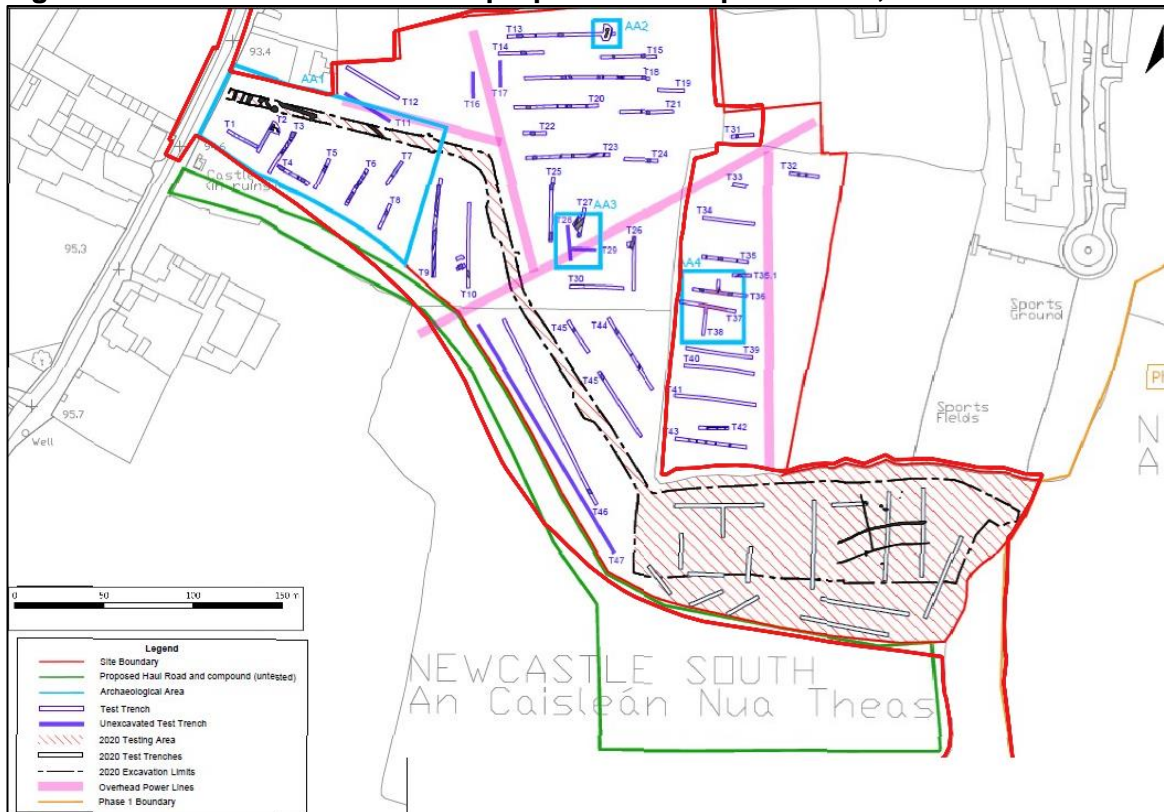 93.4
T13
AA2
T14
T15
AA1
T17
T18
T19
T16
T12
T20
T21
T11
T2
T22
T31
T1
T3
T23
T24
T4
T5
T6
T7
T32
T25
T33
T8
T27
AA3
T34
T28
T26
T29
95.3
T9
T10
T35
AA4
T35.1
T30
T36
T37
Sports
Ground
T45
T44
T38
T39
T40
T45
95.7
T41
Sports
Fields
Well
T43
T42
T46
T47
0 50 100 150 m
NEWCASTLE SOUTH
An Caisleán Nua Theas
Legend
Site Boundary
Proposed Haul Road and compound (untested)
Archaeological Area
Test Trench
Unexcavated Test Trench
2020 Testing Area
2020 Test Trenches
2020 Excavation Limits
Overhead Power Lines
Phase 1 Boundary